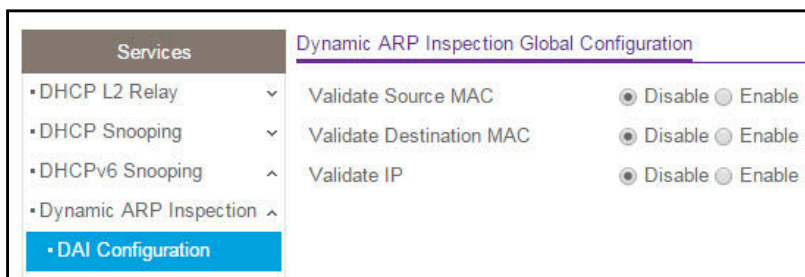 Services
▪ DHCP L2 Relay
▪ DHCP Snooping
▪ DHCPv6 Snooping
▪ Dynamic ARP Inspection
▪ DAI Configuration
Dynamic ARP Inspection Global Configuration
Validate Source MAC Disable Enable
Validate Destination MAC Disable Enable
Validate IP Disable Enable